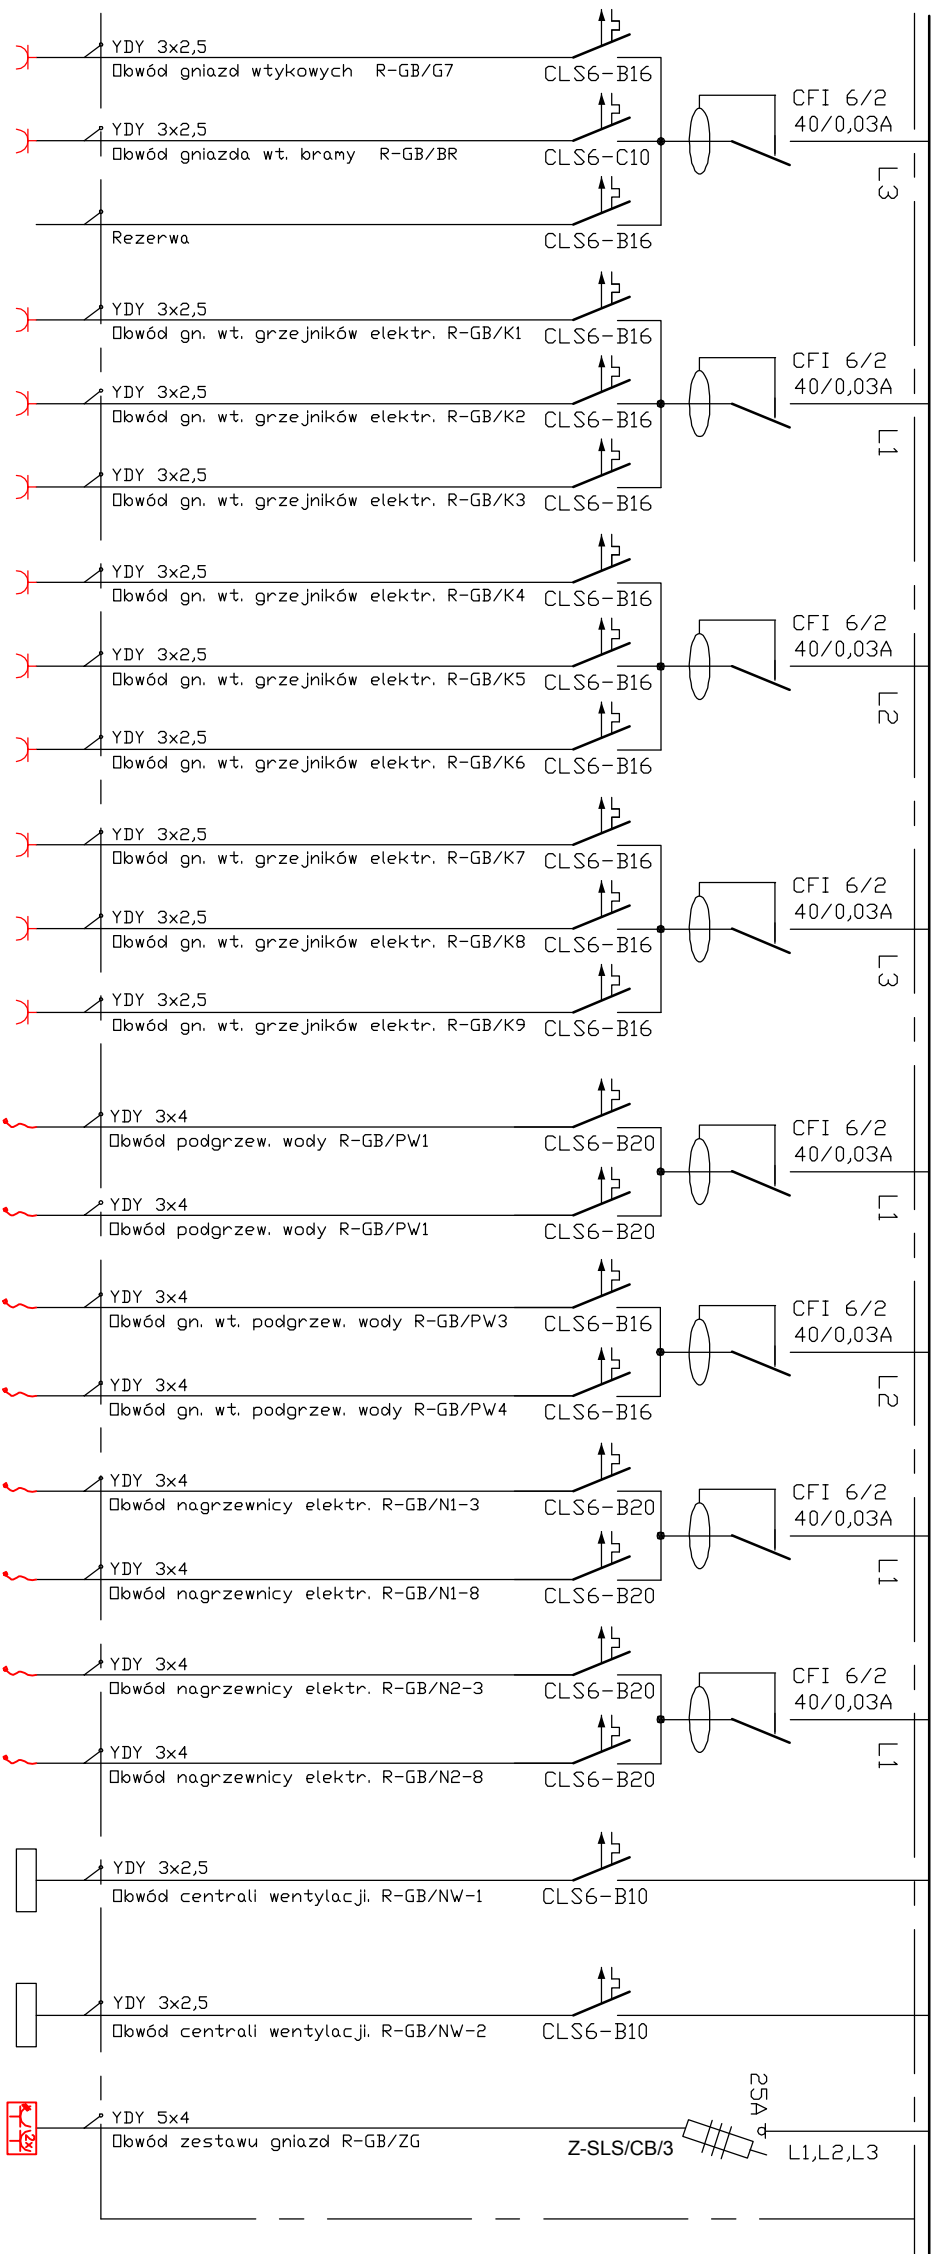 YDY 3x2,5
Obwód gniazd wtykowych R-GB/G7
CLS6-B16
CFI 6/2
40/0,03A
YDY 3x2,5
Obwód gniazda wt. bramy R-GB/BR
CLS6-C10
L3
Rezerwa
CLS6-B16
YDY 3x2,5
Obwód gn. wt. grzejników elektr. R-GB/K1
CLS6-B16
CFI 6/2
40/0,03A
YDY 3x2,5
Obwód gn. wt. grzejników elektr. R-GB/K2
CLS6-B16
L1
YDY 3x2,5
Obwód gn. wt. grzejników elektr. R-GB/K3
CLS6-B16
YDY 3x2,5
Obwód gn. wt. grzejników elektr. R-GB/K4
CLS6-B16
CFI 6/2
40/0,03A
YDY 3x2,5
Obwód gn. wt. grzejników elektr. R-GB/K5
CLS6-B16
L2
YDY 3x2,5
Obwód gn. wt. grzejników elektr. R-GB/K6
CLS6-B16
YDY 3x2,5
Obwód gn. wt. grzejników elektr. R-GB/K7
CLS6-B16
CFI 6/2
40/0,03A
YDY 3x2,5
Obwód gn. wt. grzejników elektr. R-GB/K8
CLS6-B16
L3
YDY 3x2,5
Obwód gn. wt. grzejników elektr. R-GB/K9
CLS6-B16
YDY 3x4
Obwód podgrzew. wody R-GB/PW1
CLS6-B20
CFI 6/2
40/0,03A
YDY 3x4
Obwód podgrzew. wody R-GB/PW1
CLS6-B20
L1
YDY 3x4
Obwód gn. wt. podgrzew. wody R-GB/PW3
CLS6-B16
CFI 6/2
40/0,03A
YDY 3x4
Obwód gn. wt. podgrzew. wody R-GB/PW4
CLS6-B16
L2
YDY 3x4
Obwód nagrzewnicy elektr. R-GB/N1-3
CLS6-B20
CFI 6/2
40/0,03A
YDY 3x4
Obwód nagrzewnicy elektr. R-GB/N1-8
CLS6-B20
L1
YDY 3x4
Obwód nagrzewnicy elektr. R-GB/N2-3
CLS6-B20
CFI 6/2
40/0,03A
YDY 3x4
Obwód nagrzewnicy elektr. R-GB/N2-8
CLS6-B20
L1
YDY 3x2,5
Obwód centrali wentylacji. R-GB/NW-1
CLS6-B10
YDY 3x2,5
Obwód centrali wentylacji. R-GB/NW-2
CLS6-B10
YDY 5x4
Obwód zestawu gniazd R-GB/ZG
Z-SLS/CB/3
25A
L1,L2,L3